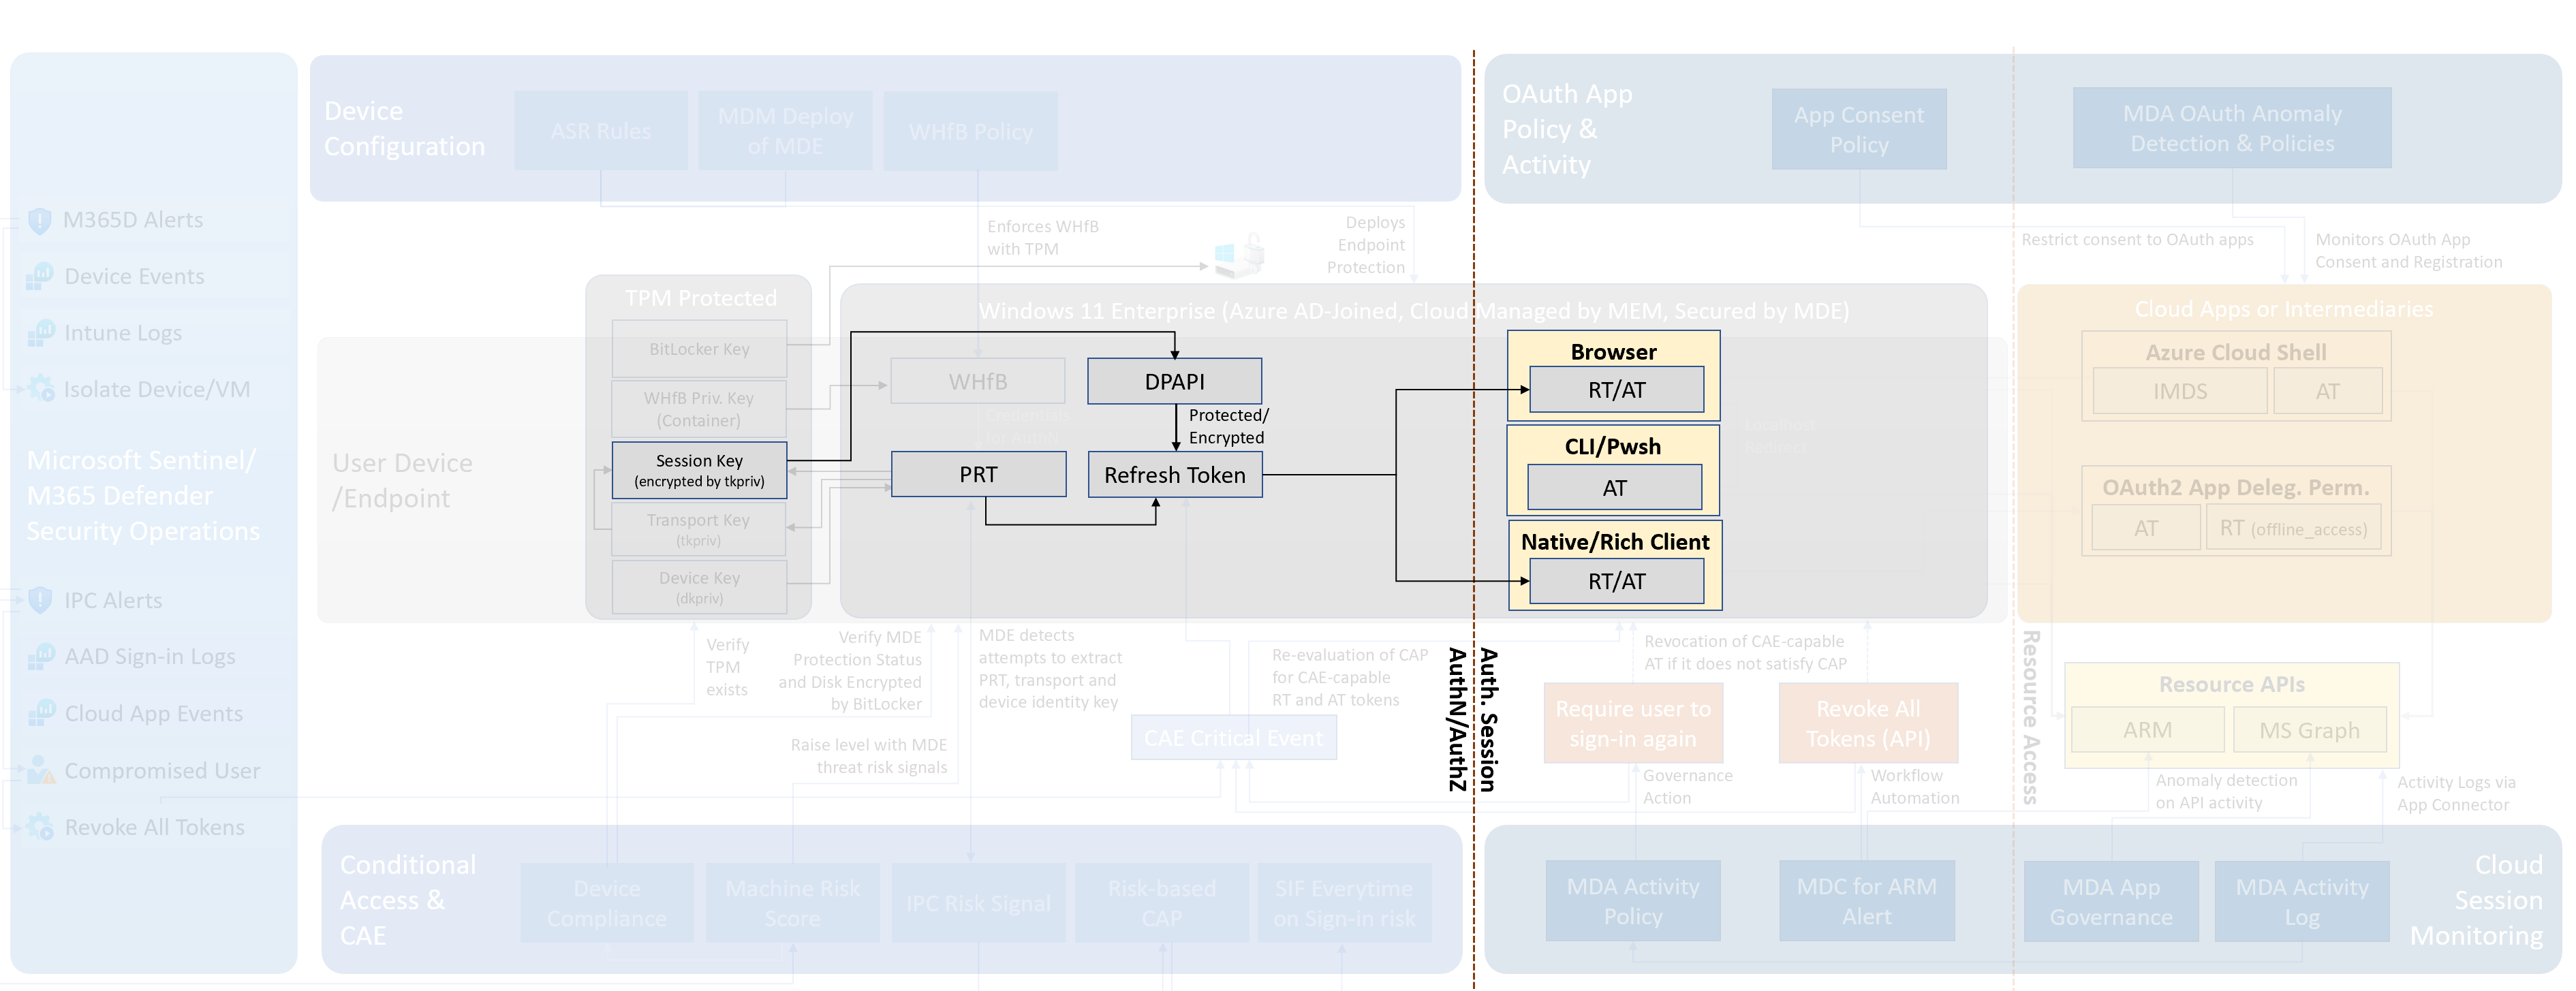 Device
Configuration
ASR Rules
MDM Deploy
of MDE
WHfB Policy
OAuth App
Policy &
Activity
App Consent
Policy
MDA OAuth Anomaly
Detection & Policies
M365D Alerts
Device Events
Intune Logs
Isolate Device/VM
Microsoft Sentinel/
M365 Defender
Security Operations
IPC Alerts
AAD Sign-in Logs
Cloud App Events
Compromised User
Revoke All Tokens
Enforces WHfB
with TPM
Deploys
Endpoint
Protection
Restrict consent to OAuth apps
Monitors OAuth App
Consent and Registration
User Device
/Endpoint
TPM Protected
BitLocker Key
WHfB Priv. Key
(Container)
Session Key
(encrypted by tkpriv)
Transport Key
(tkpriv)
Device Key
(dkpriv)
Windows 11 Enterprise (Azure AD-Joined, Cloud Managed by MEM, Secured by MDE)
WHfB
DPAPI
Protected/
Encrypted
PRT
Refresh Token
Browser
RT/AT
CLI/Pwsh
AT
Native/Rich Client
RT/AT
Cloud Apps or Intermediaries
Azure Cloud Shell
IMDS
AT
OAuth2 App Deleg. Perm.
AT
RT (offline_access)
Verify
TPM
exists
Verify MDE
Protection Status
and Disk Encrypted
by BitLocker
MDE detects
attempts to extract
PRT, transport and
device identity key
Raise level with MDE
threat risk signals
Re-evaluation of CAP
for CAE-capable
RT and AT tokens
CAE Critical Event
AuthN/AuthZ
Auth. Session
Revocation of CAE-capable
AT if it does not satisfy CAP
Require user to
sign-in again
Revoke All
Tokens (API)
Governance
Action
Workflow
Automation
Resource Access
Resource APIs
ARM
MS Graph
Anomaly detection
on API activity
Activity Logs via
App Connector
Conditional
Access &
CAE
Device
Compliance
Machine Risk
Score
IPC Risk Signal
Risk-based
CAP
SIF Everytime
on Sign-in risk
MDA Activity
Policy
MDC for ARM
Alert
MDA App
Governance
MDA Activity
Log
Cloud
Session
Monitoring